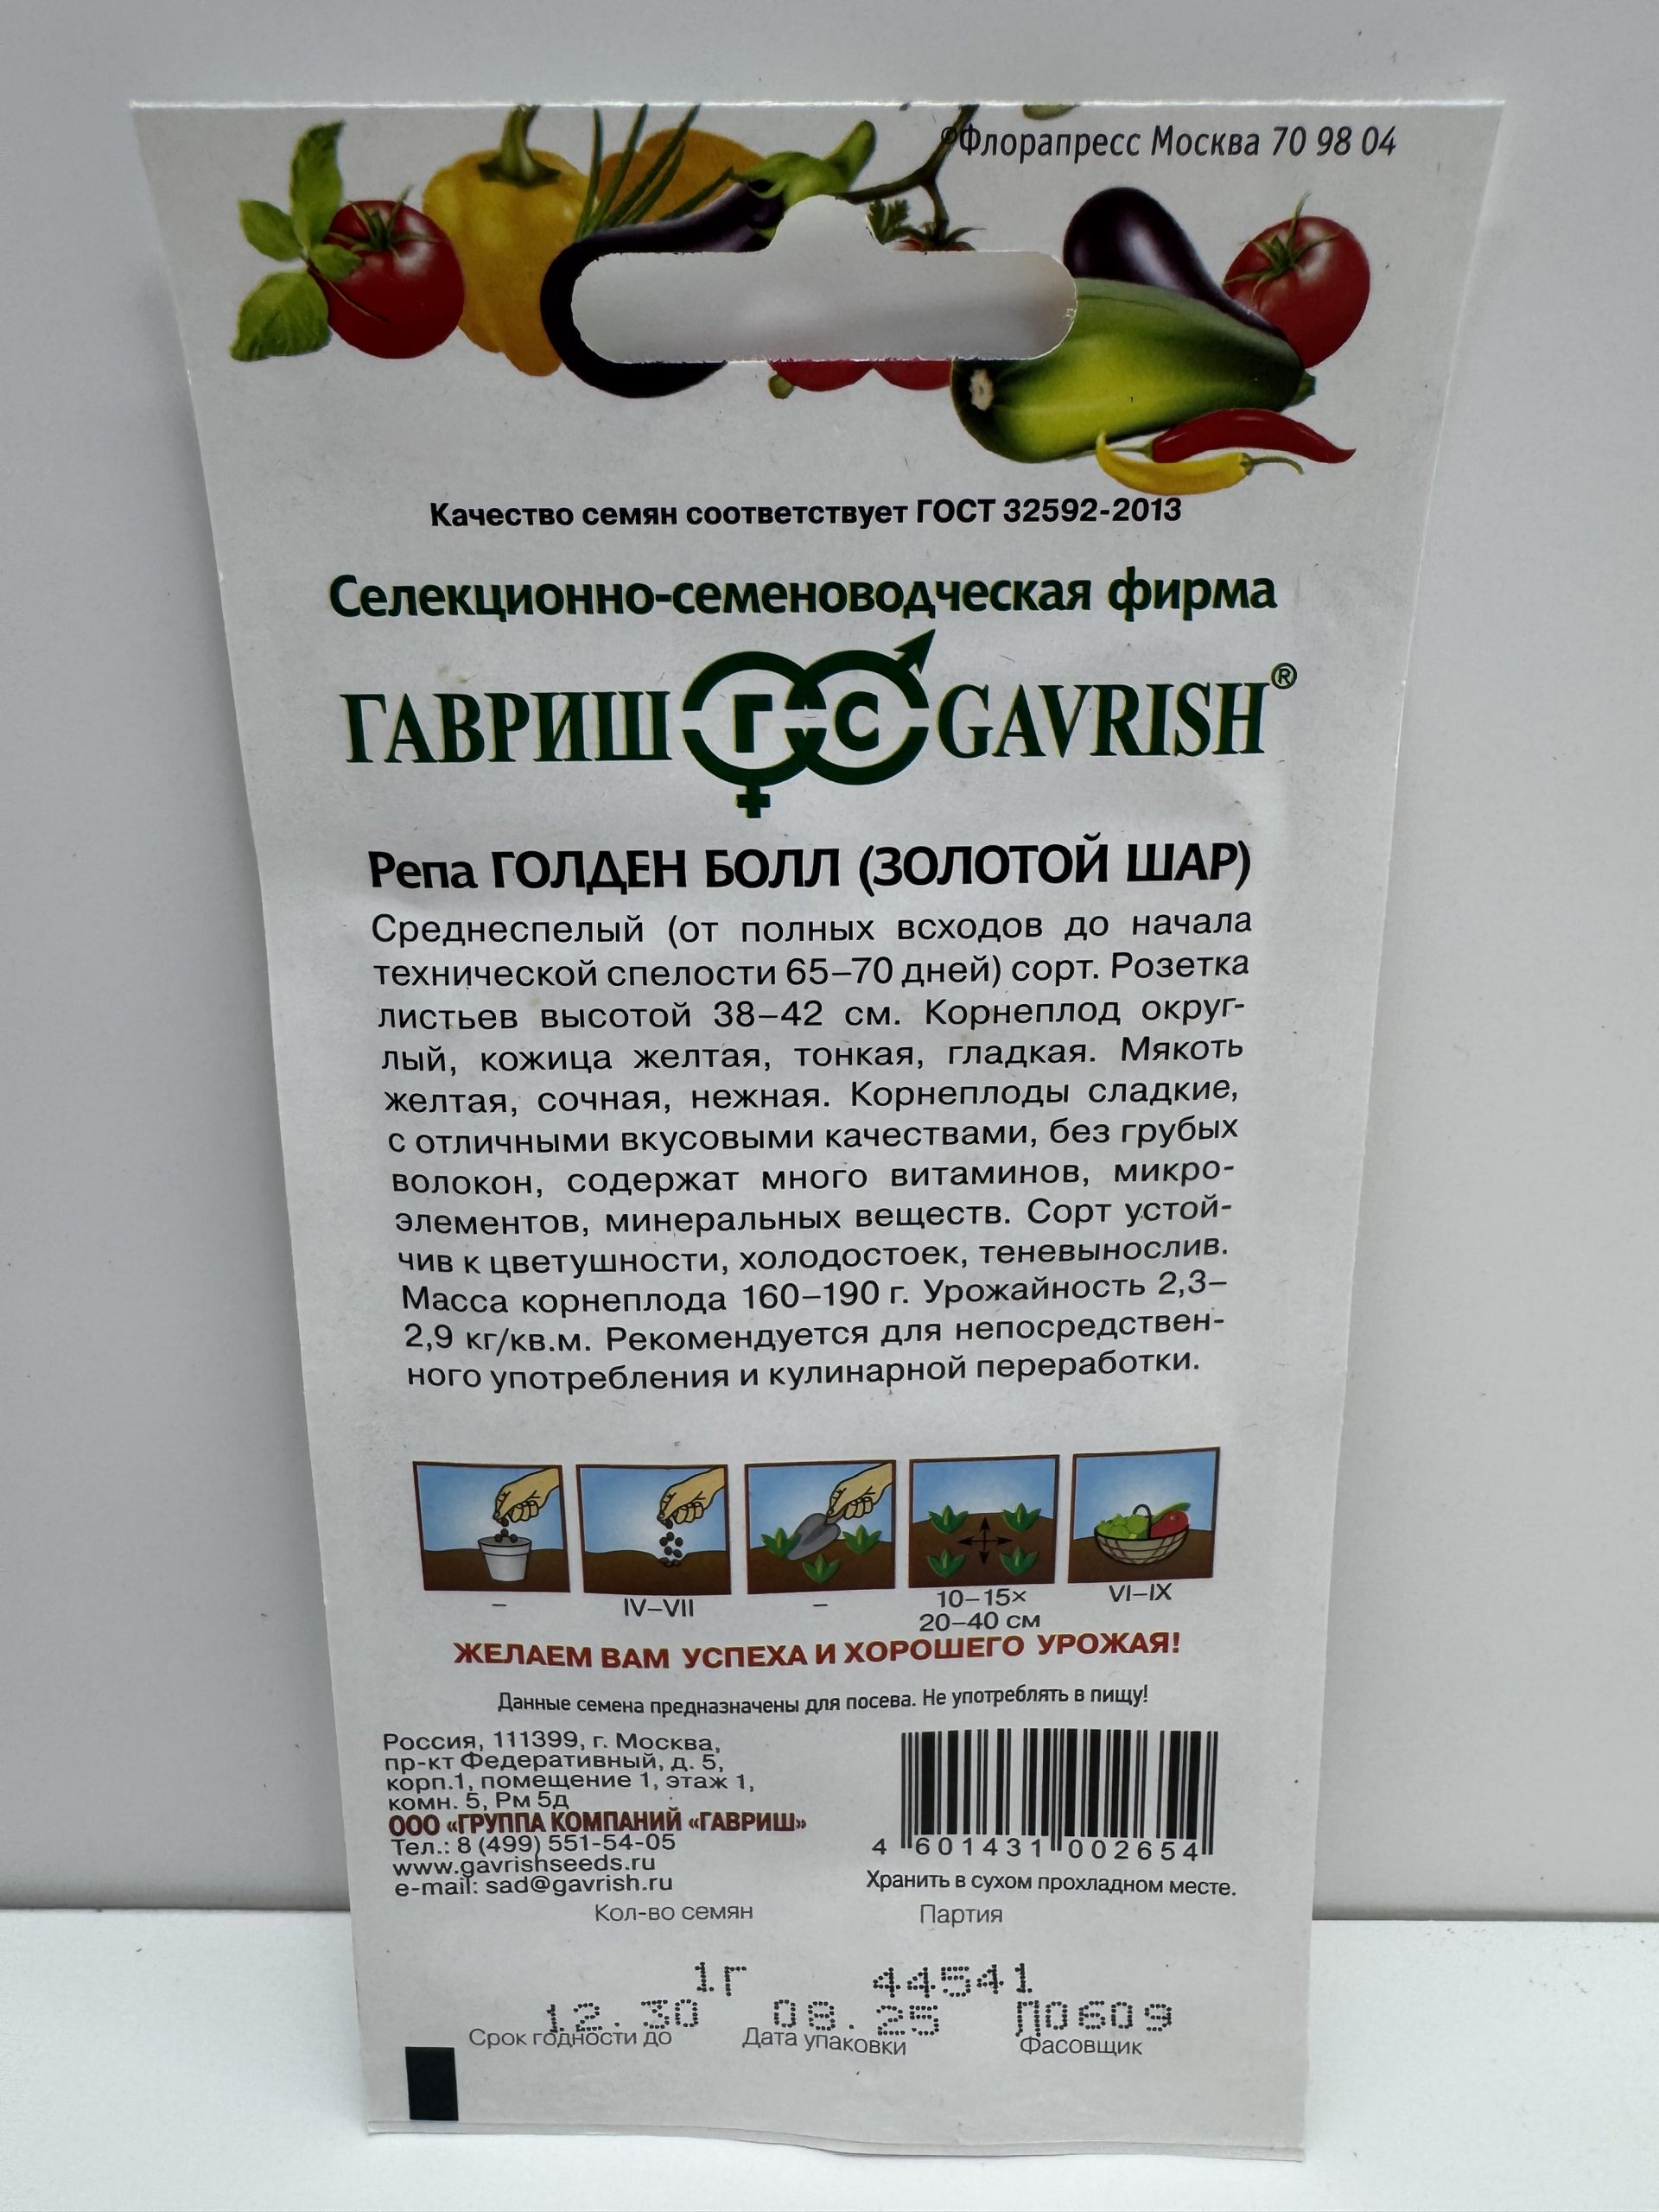 ©Флорапресс Москва 70 98 04
Качество семян соответствует ГОСТ 32592-2013
Селекционно-семеноводческая фирма
ГАВРИШ ГС GAVRISH®
Репа ГОЛДЕН БОЛЛ (ЗОЛОТОЙ ШАР)
Среднеспелый (от полных всходов до начала
технической спелости 65–70 дней) сорт. Розетка
листьев высотой 38–42 см. Корнеплод округ-
лый, кожица желтая, тонкая, гладкая. Мякоть
желтая, сочная, нежная. Корнеплоды сладкие,
с отличными вкусовыми качествами, без грубых
волокон, содержат много витаминов, микро-
элементов, минеральных веществ. Сорт устой-
чив к цветушности, холодостоек, теневынослив.
Масса корнеплода 160–190 г. Урожайность 2,3–
2,9 кг/кв.м. Рекомендуется для непосредствен-
ного употребления и кулинарной переработки.
– IV–VII – 10–15× VI–IX
20–40 см
ЖЕЛАЕМ ВАМ УСПЕХА И ХОРОШЕГО УРОЖАЯ!
Данные семена предназначены для посева. Не употреблять в пищу!
Россия, 111399, г. Москва,
пр-кт Федеративный, д. 5,
корп.1, помещение 1, этаж 1,
комн. 5, Рм 5д
ООО «ГРУППА КОМПАНИЙ «ГАВРИШ»
Тел.: 8 (499) 551-54-05
www.gavrishseeds.ru
e-mail: sad@gavrish.ru
4 601431 002654
Хранить в сухом прохладном месте.
Кол-во семян Партия
1г 44541
12.30 08.25 П0609
Срок годности до Дата упаковки Фасовщик